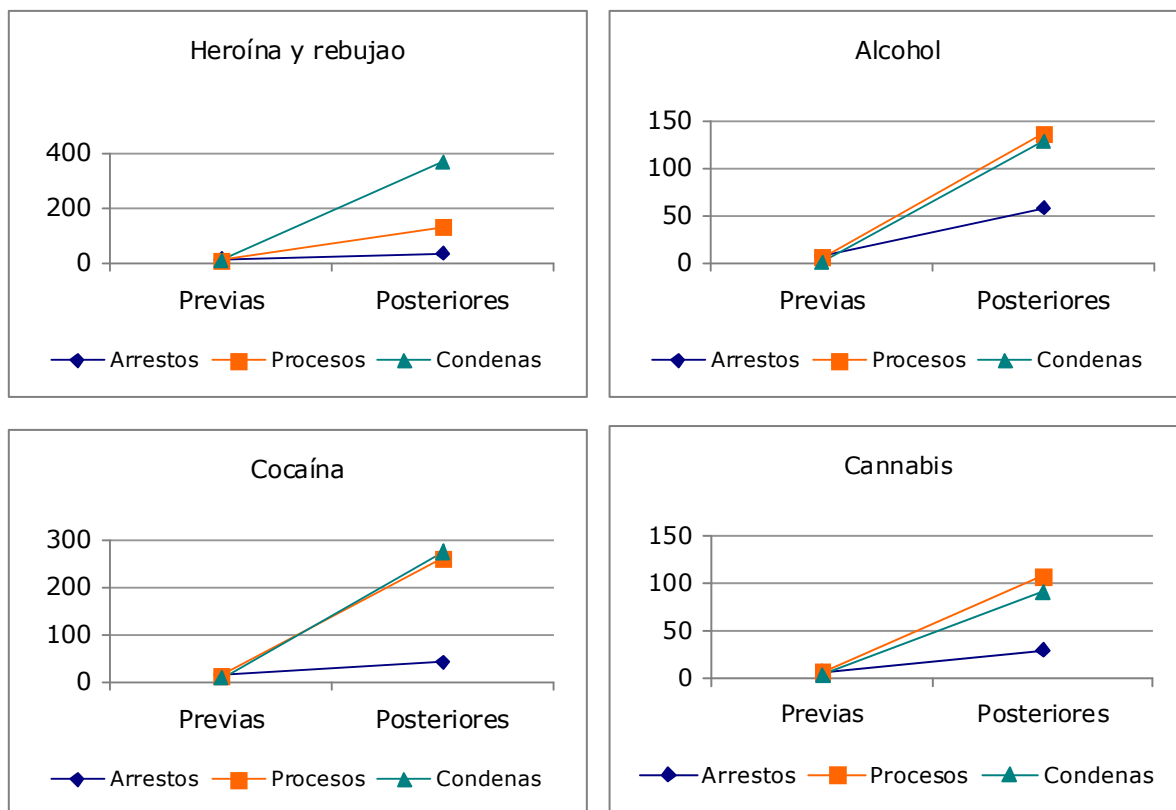 Heroína y rebujao
400
200
0
Previas Posteriores
Arrestos Procesos Condenas
Alcohol
150
100
50
0
Previas Posteriores
Arrestos Procesos Condenas
Cocaína
300
200
100
0
Previas Posteriores
Arrestos Procesos Condenas
Cannabis
150
100
50
0
Previas Posteriores
Arrestos Procesos Condenas